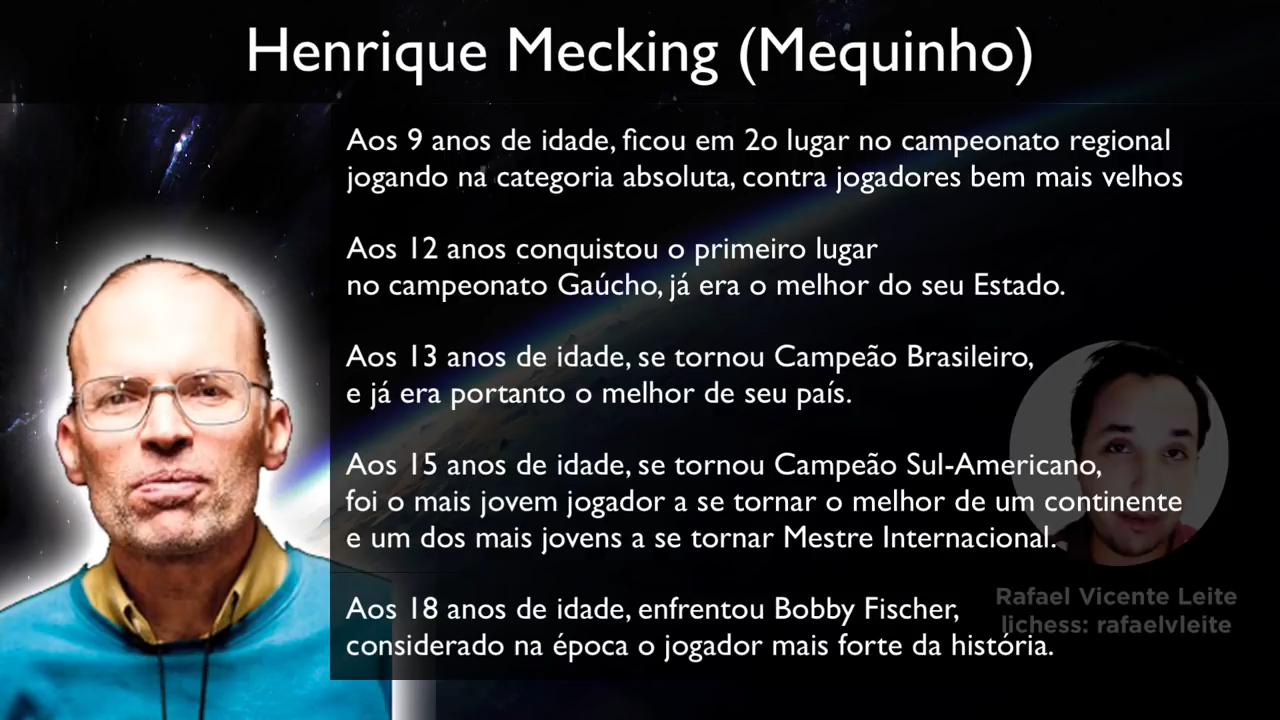 Henrique Mecking (Mequinho)
Aos 9 anos de idade, ficou em 2o lugar no campeonato regional
jogando na categoria absoluta, contra jogadores bem mais velhos
Aos 12 anos conquistou o primeiro lugar
no campeonato Gaúcho, já era o melhor do seu Estado.
Aos 13 anos de idade, se tornou Campeão Brasileiro,
e já era portanto o melhor de seu país.
Aos 15 anos de idade, se tornou Campeão Sul-Americano,
foi o mais jovem jogador a se tornar o melhor de um continente
e um dos mais jovens a se tornar Mestre Internacional.
Aos 18 anos de idade, enfrentou Bobby Fischer,
considerado na época o jogador mais forte da história.
Rafael Vicente Leite
lichess: rafaelvleite